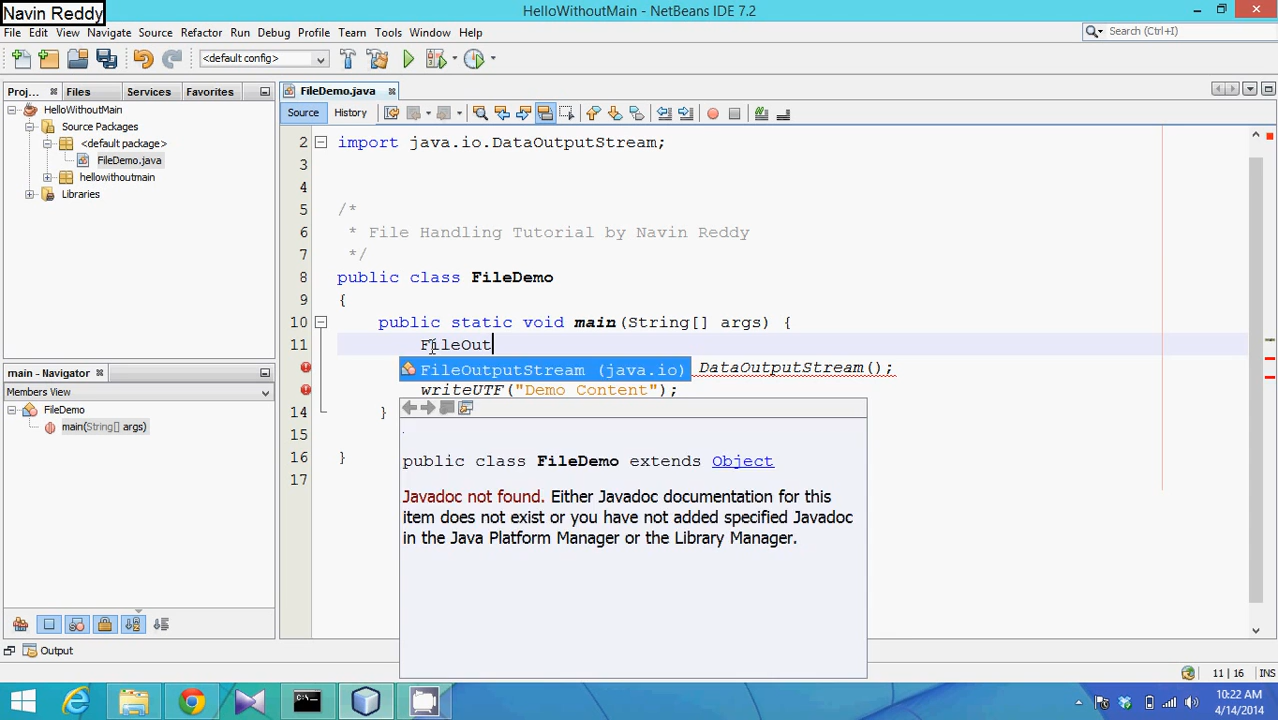 Navin Reddy
HelloWithoutMain - NetBeans IDE 7.2
File Edit View Navigate Source Refactor Run Debug Profile Team Tools Window Help
Search (Ctrl+I)
<default config>
Proj... Files Services Favorites
FileDemo.java
HelloWithoutMain
Source Packages
<default package>
FileDemo.java
hellowithoutmain
Libraries
main - Navigator
Members View
FileDemo
main(String[] args)
Source History
2 import java.io.DataOutputStream;
3
4
5 /*
6 * File Handling Tutorial by Navin Reddy
7 */
8 public class FileDemo
9 {
10 public static void main(String[] args) {
11 FileOut
FileOutputStream (java.io) DataOutputStream();
writeUTF("Demo Content");
14 }
15
16 }
17
public class FileDemo extends Object
Javadoc not found. Either Javadoc documentation for this
item does not exist or you have not added specified Javadoc
in the Java Platform Manager or the Library Manager.
Output
11 | 16 INS
10:22 AM
4/14/2014